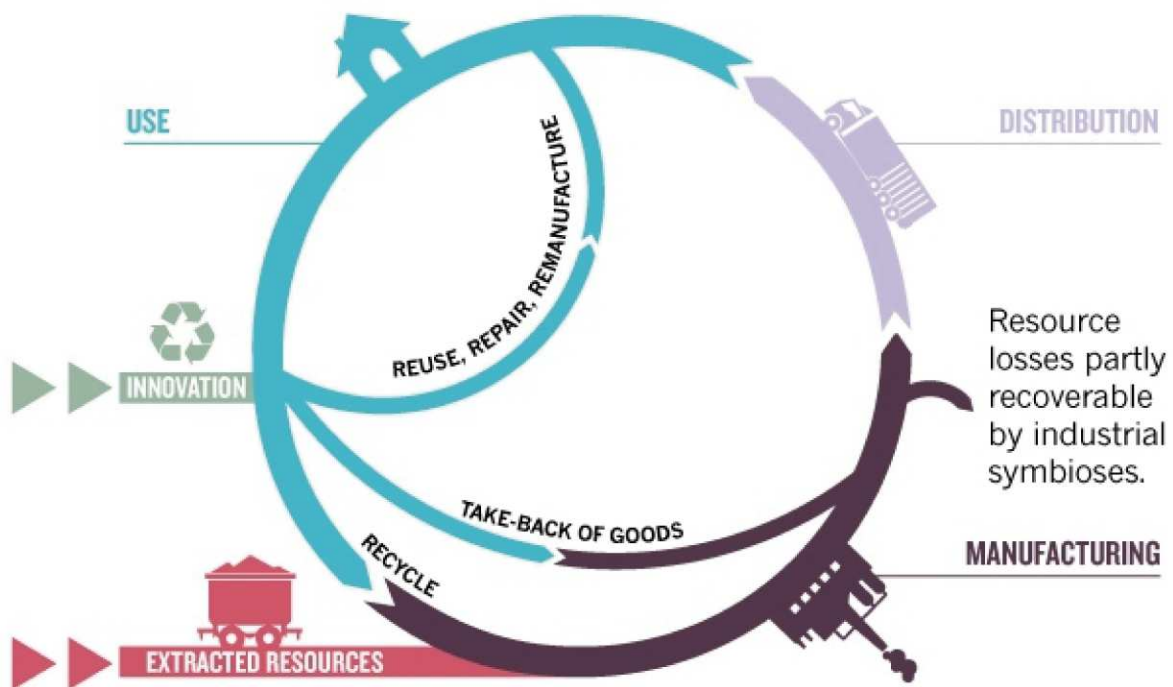 USE
DISTRIBUTION
REUSE, REPAIR, REMANUFACTURE
INNOVATION
Resource
losses partly
recoverable
by industrial
symbioses.
TAKE-BACK OF GOODS
RECYCLE
MANUFACTURING
EXTRACTED RESOURCES